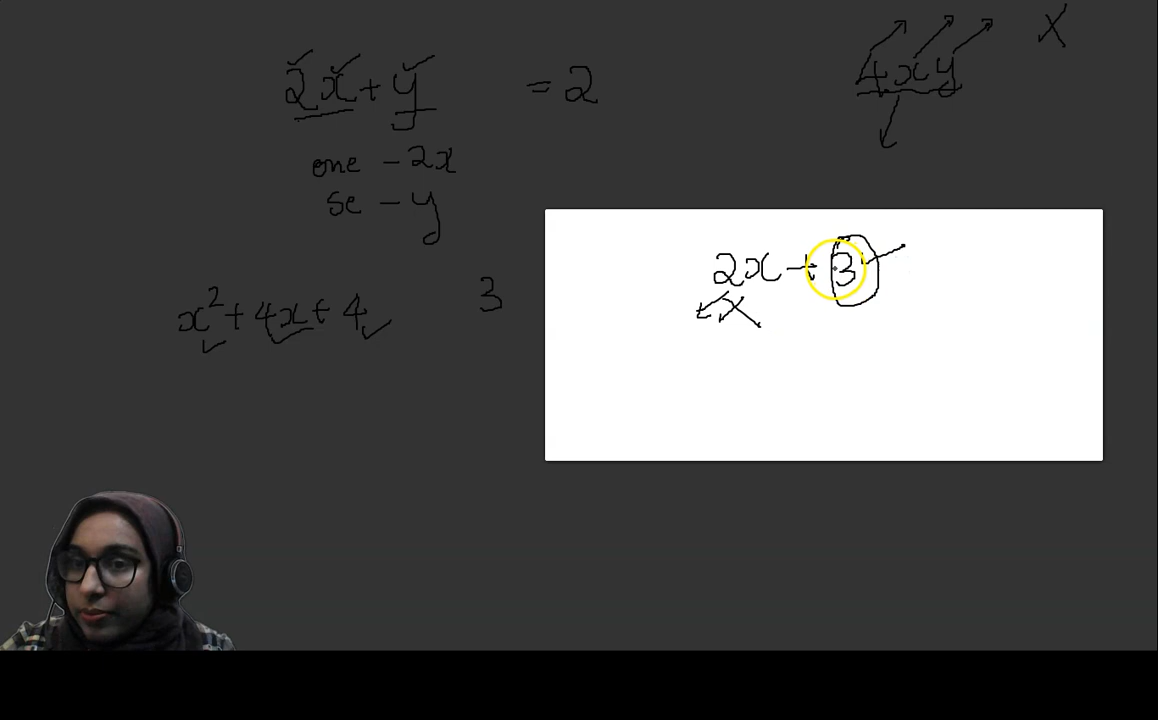 2x + y = 2
4xy
x
one - 2x
se - y
2x + 3
x² + 4x + 4
3